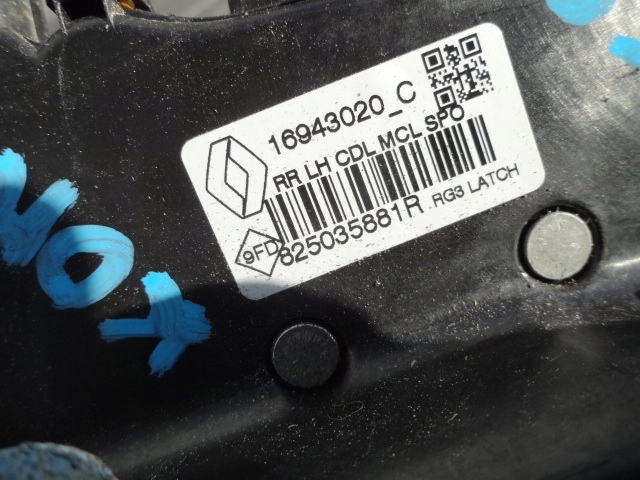 16943020_C
RR LH CDL MCL SPO
825035881R RG3 LATCH
9FD